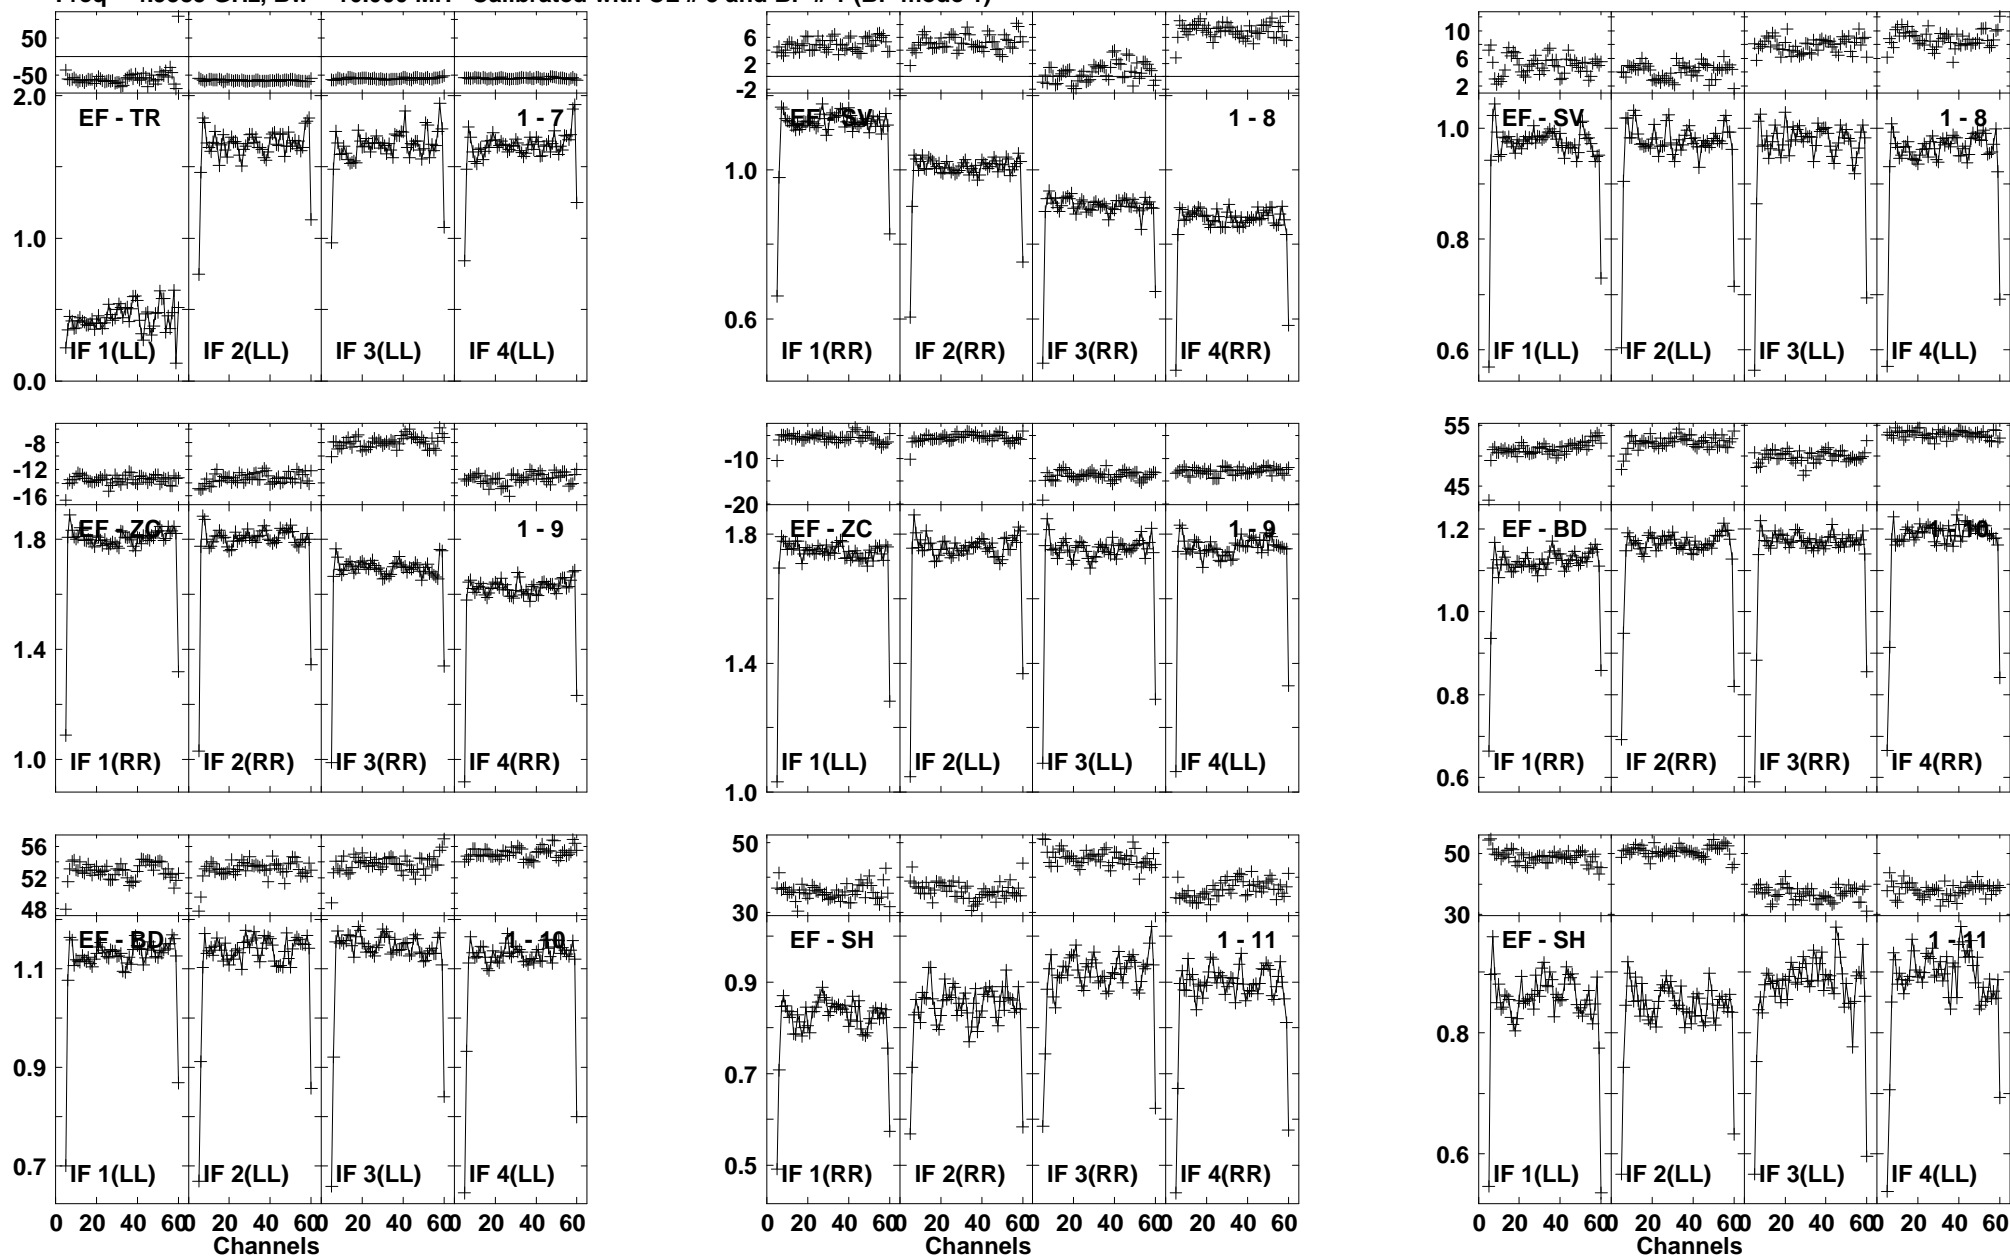 50
-50
2.0
1.0
0.0
EF - TR
1 - 7
IF 1(LL)
IF 2(LL)
IF 3(LL)
IF 4(LL)
6
2
-2
1.0
0.6
EF - SV
1 - 8
IF 1(RR)
IF 2(RR)
IF 3(RR)
IF 4(RR)
10
6
2
1.0
0.8
0.6
EF - SV
1 - 8
IF 1(LL)
IF 2(LL)
IF 3(LL)
IF 4(LL)
-8
-12
-16
1.8
1.4
1.0
EF - ZC
1 - 9
IF 1(RR)
IF 2(RR)
IF 3(RR)
IF 4(RR)
-10
-20
1.8
1.4
1.0
EF - ZC
1 - 9
IF 1(LL)
IF 2(LL)
IF 3(LL)
IF 4(LL)
55
45
1.2
1.0
0.8
0.6
EF - BD
1 - 10
IF 1(RR)
IF 2(RR)
IF 3(RR)
IF 4(RR)
56
52
48
1.1
0.9
0.7
EF - BD
1 - 10
IF 1(LL)
IF 2(LL)
IF 3(LL)
IF 4(LL)
0 20 40 60 0 20 40 60 0 20 40 60 0 20 40 60
Channels
50
30
0.9
0.7
0.5
EF - SH
1 - 11
IF 1(RR)
IF 2(RR)
IF 3(RR)
IF 4(RR)
0 20 40 60 0 20 40 60 0 20 40 60 0 20 40 60
Channels
50
30
0.8
0.6
EF - SH
1 - 11
IF 1(LL)
IF 2(LL)
IF 3(LL)
IF 4(LL)
0 20 40 60 0 20 40 60 0 20 40 60 0 20 40 60
Channels